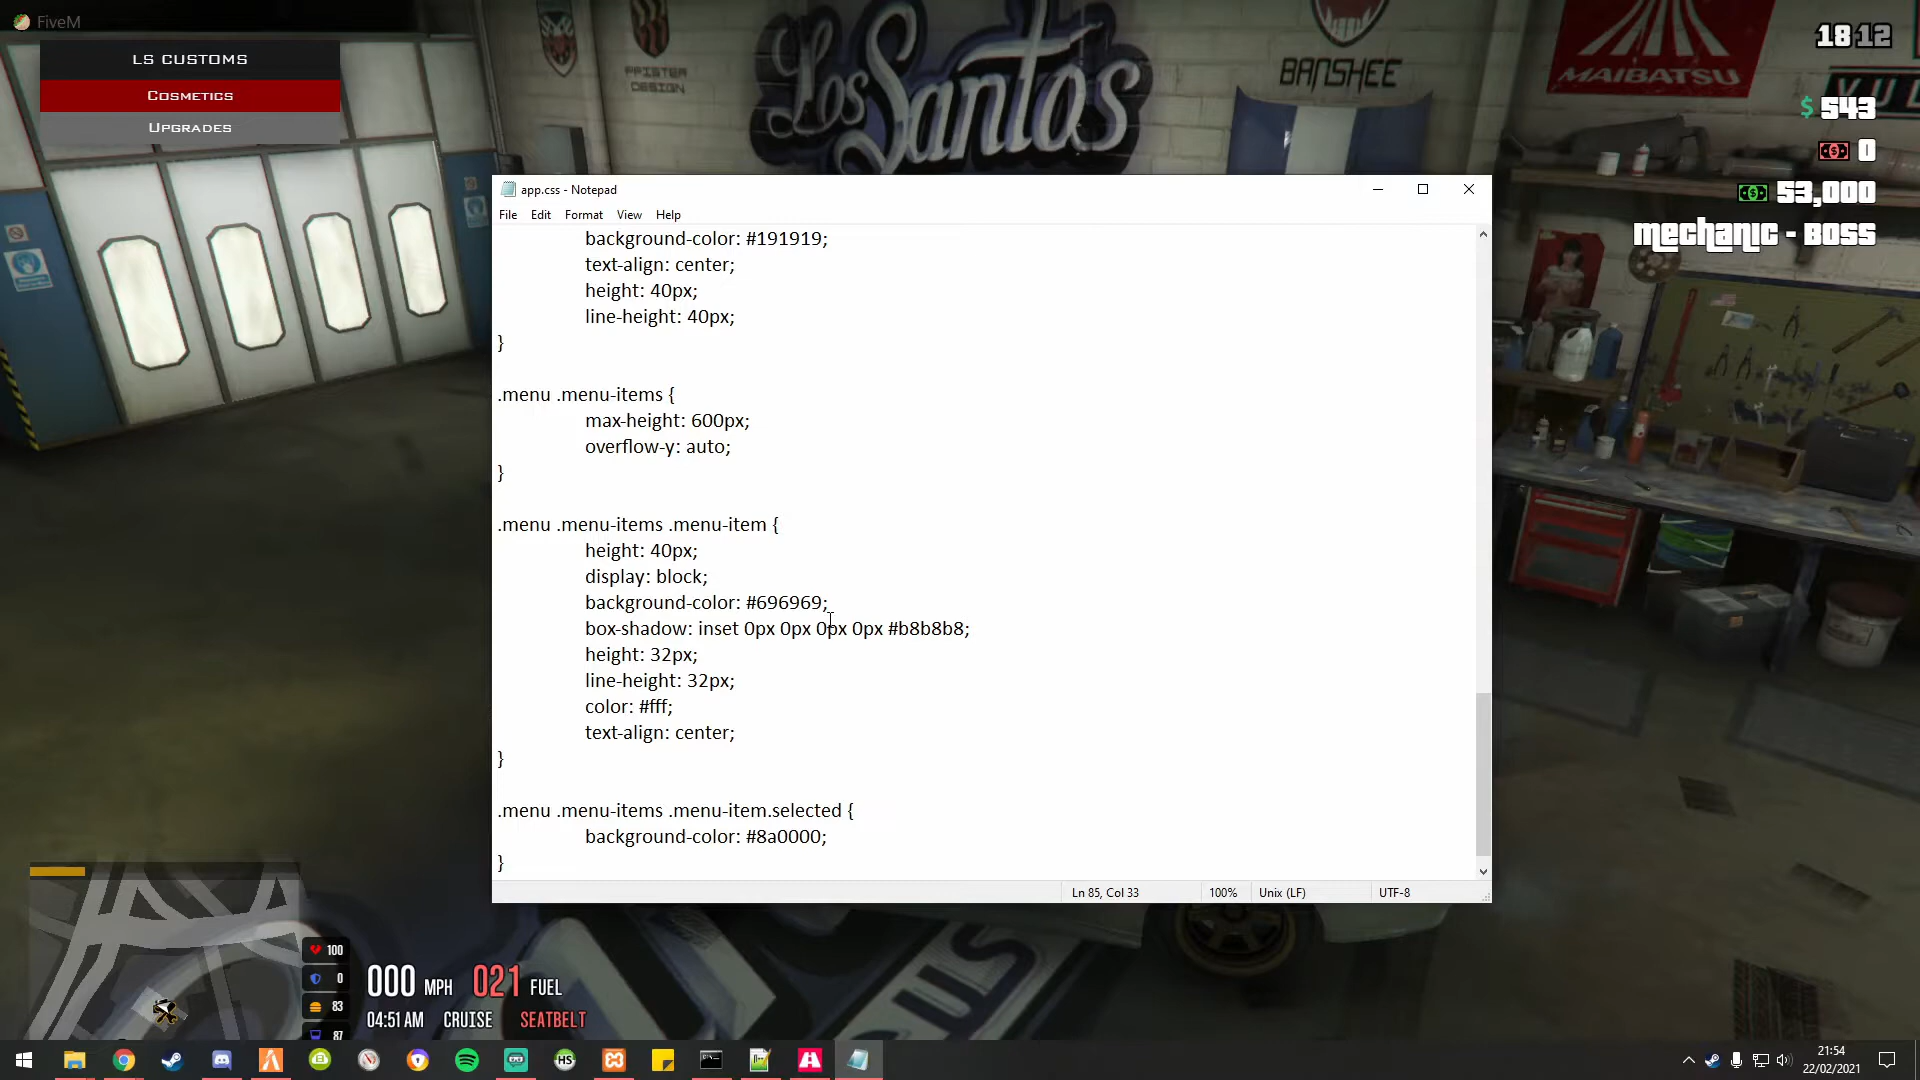 FiveM
LS CUSTOMS
COSMETICS
UPGRADES
PFISTER
DESIGN
Los Santos
BANSHEE
MAIBATSU
VUL
18 12
$ 543
0
53,000
mechanic - Boss
app.css - Notepad
File Edit Format View Help
background-color: #191919;
text-align: center;
height: 40px;
line-height: 40px;
}
.menu .menu-items {
max-height: 600px;
overflow-y: auto;
}
.menu .menu-items .menu-item {
height: 40px;
display: block;
background-color: #696969;
box-shadow: inset 0px 0px 0px 0px #b8b8b8;
height: 32px;
line-height: 32px;
color: #fff;
text-align: center;
}
.menu .menu-items .menu-item.selected {
background-color: #8a0000;
}
Ln 85, Col 33 100% Unix (LF) UTF-8
100
0
83
87
000 MPH 021 FUEL
04:51 AM CRUISE SEATBELT
HS
21:54
22/02/2021